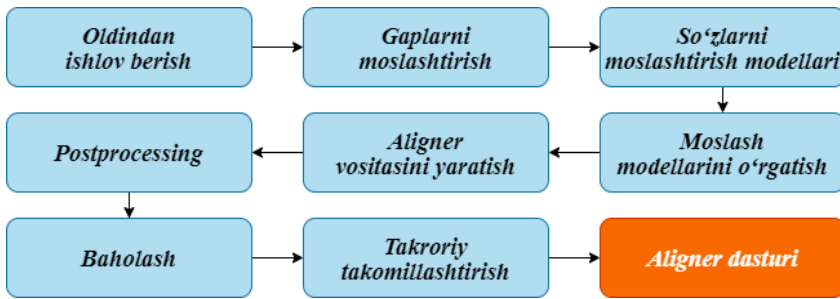 Oldindan
ishlov berish
Gaplarni
moslashtirish
So‘zlarni
moslashtirish modellari
Moslash
modellarini o‘rgatish
Aligner
vositasini yaratish
Postprocessing
Baholash
Takroriy
takomillashtirish
Aligner dasturi